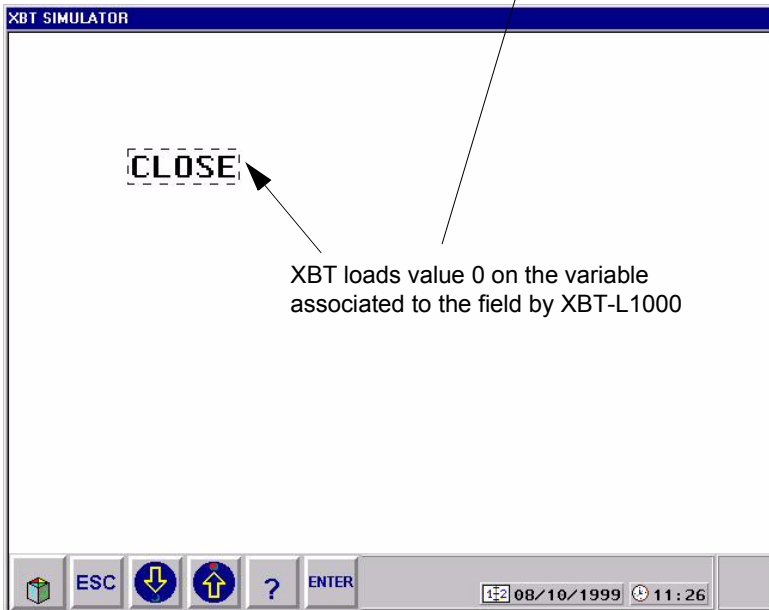 XBT SIMULATOR
CLOSE
XBT loads value 0 on the variable
associated to the field by XBT-L1000
ESC ? ENTER 08/10/1999 11:26